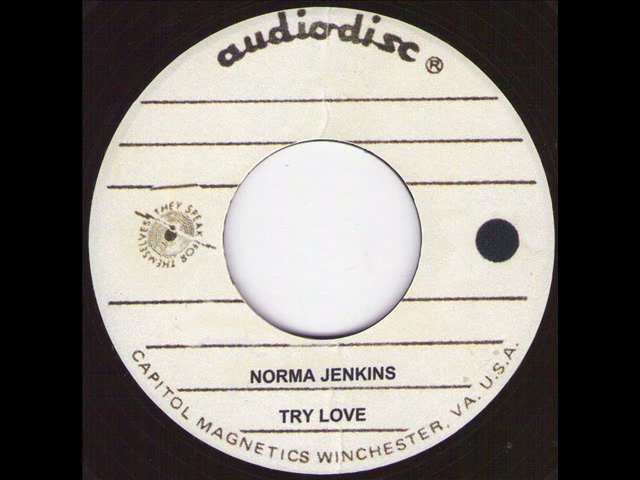 audiodisc ®
THEY SPEAK FOR THEMSELVES
NORMA JENKINS
TRY LOVE
CAPITOL MAGNETICS WINCHESTER, VA. U.S.A.